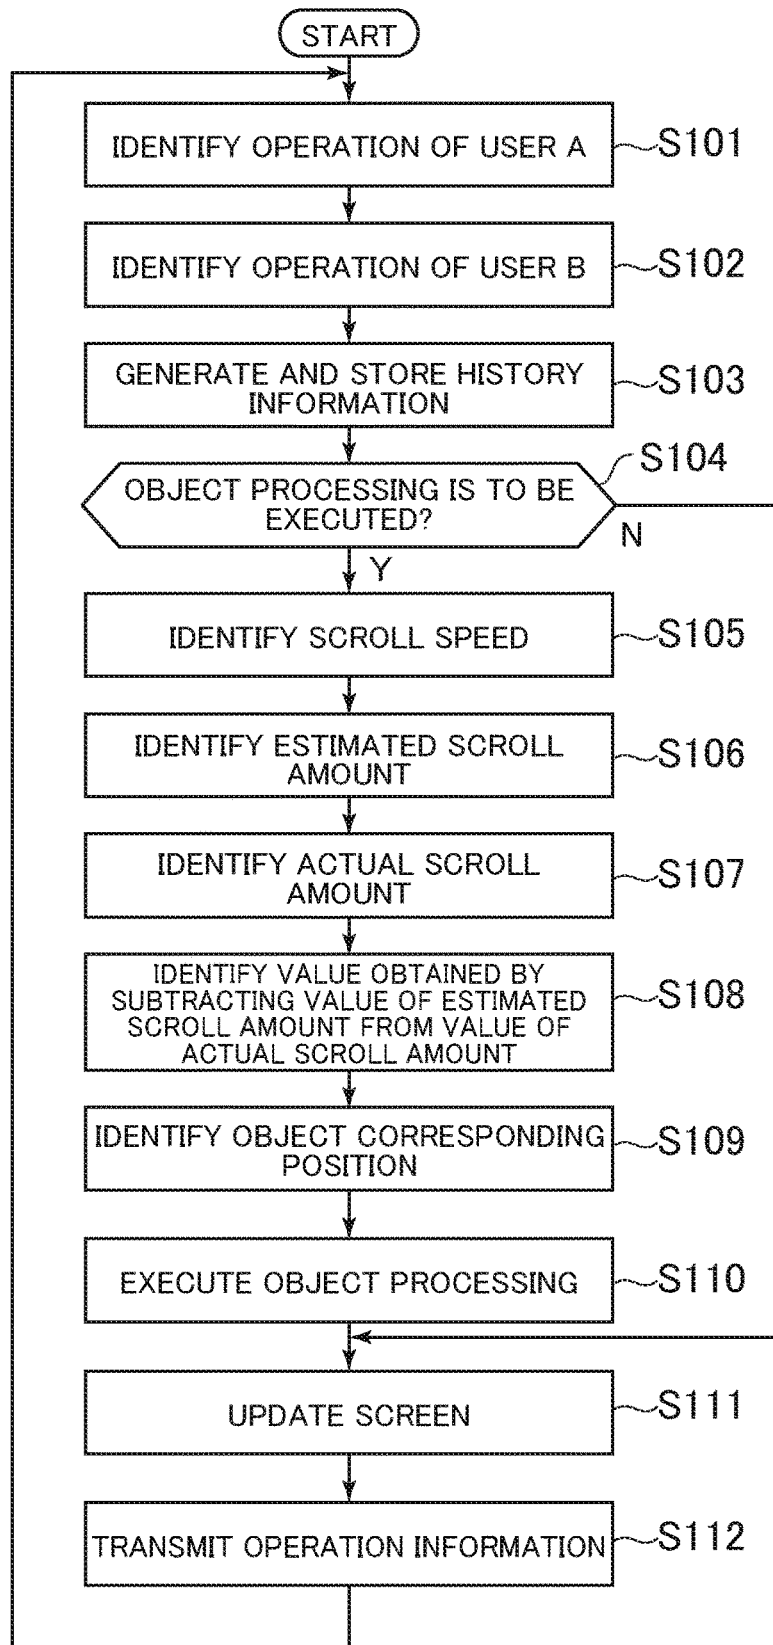 START
IDENTIFY OPERATION OF USER A
S101
IDENTIFY OPERATION OF USER B
S102
GENERATE AND STORE HISTORY
INFORMATION
S103
OBJECT PROCESSING IS TO BE
EXECUTED?
S104
N
Y
IDENTIFY SCROLL SPEED
S105
IDENTIFY ESTIMATED SCROLL
AMOUNT
S106
IDENTIFY ACTUAL SCROLL
AMOUNT
S107
IDENTIFY VALUE OBTAINED BY
SUBTRACTING VALUE OF ESTIMATED
SCROLL AMOUNT FROM VALUE OF
ACTUAL SCROLL AMOUNT
S108
IDENTIFY OBJECT CORRESPONDING
POSITION
S109
EXECUTE OBJECT PROCESSING
S110
UPDATE SCREEN
S111
TRANSMIT OPERATION INFORMATION
S112